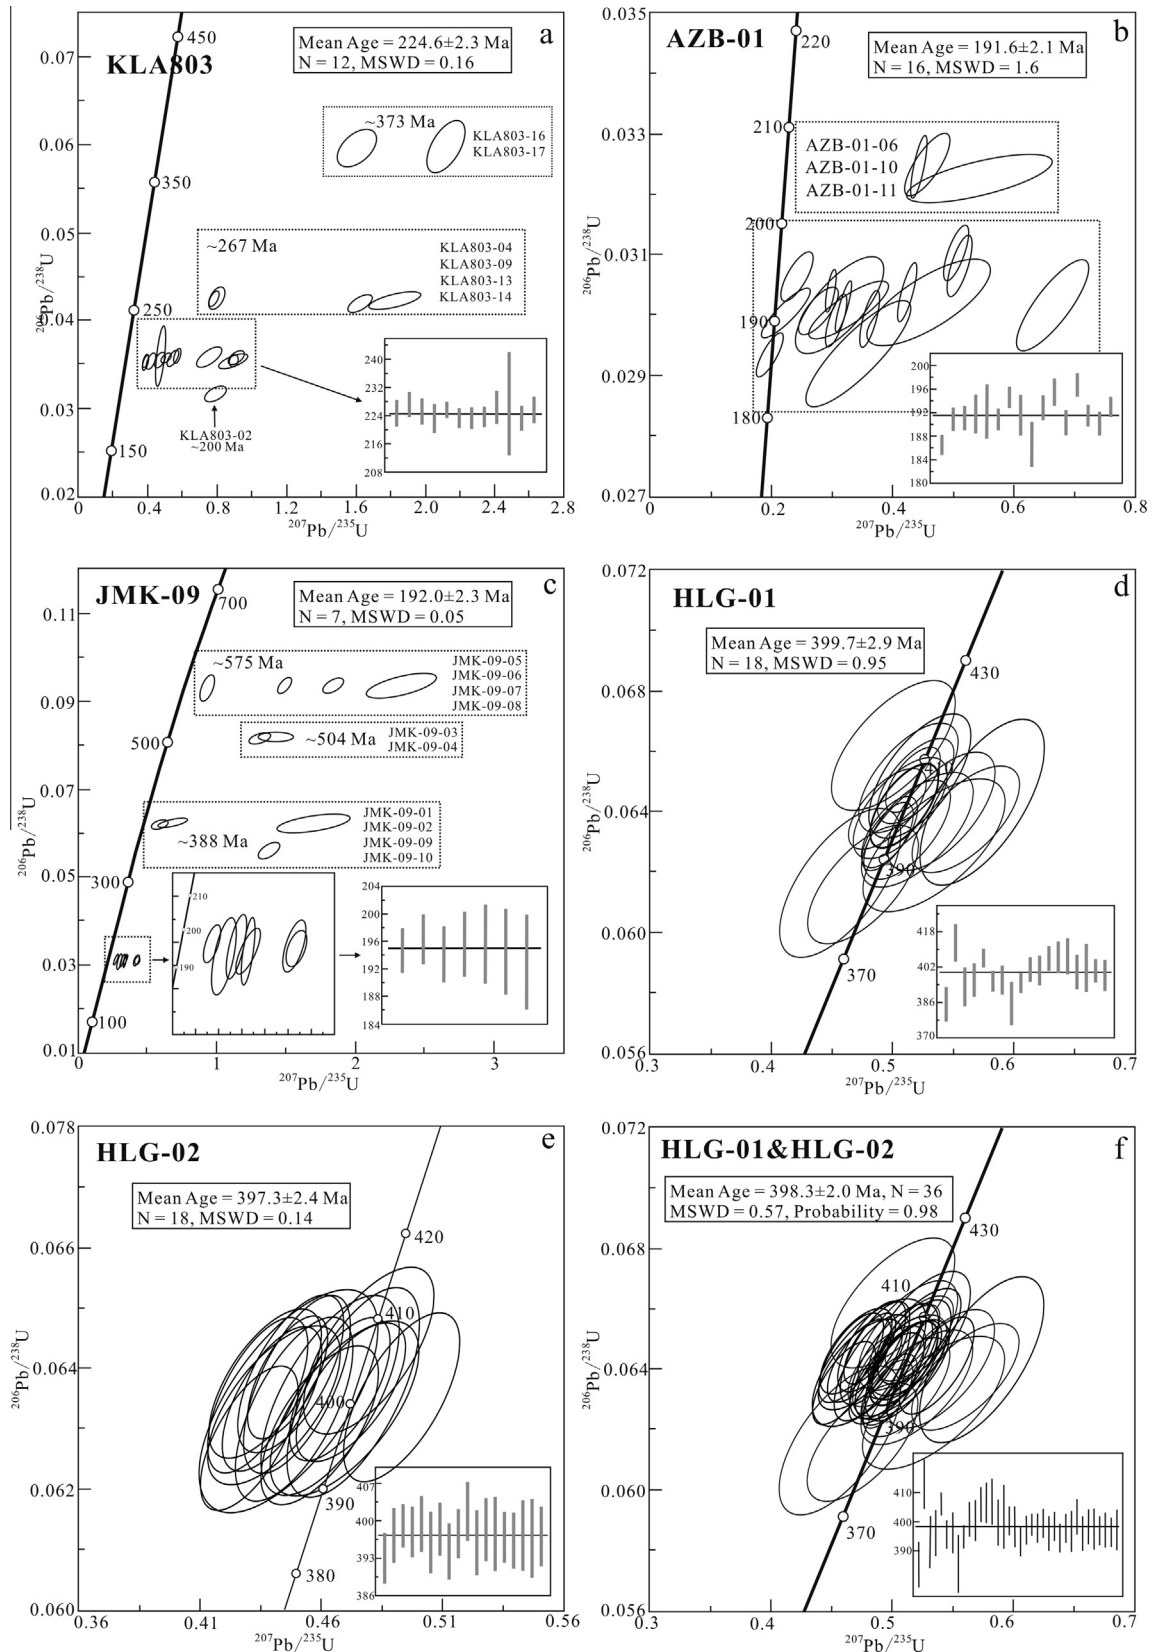 a
KLA803
Mean Age = 224.6±2.3 Ma
N = 12, MSWD = 0.16
450
350
250
150
~373 Ma
KLA803-16
KLA803-17
~267 Ma
KLA803-04
KLA803-09
KLA803-13
KLA803-14
KLA803-02
~200 Ma
240
232
224
216
208
0.07
0.06
0.05
0.04
0.03
0.02
206Pb/238U
0
0.4
0.8
1.2
1.6
2.0
2.4
2.8
207Pb/235U
b
AZB-01
Mean Age = 191.6±2.1 Ma
N = 16, MSWD = 1.6
220
210
200
190
180
AZB-01-06
AZB-01-10
AZB-01-11
200
196
192
188
184
180
0.035
0.033
0.031
0.029
0.027
206Pb/238U
0
0.2
0.4
0.6
0.8
207Pb/235U
c
JMK-09
Mean Age = 192.0±2.3 Ma
N = 7, MSWD = 0.05
700
500
300
100
~575 Ma
JMK-09-05
JMK-09-06
JMK-09-07
JMK-09-08
~504 Ma
JMK-09-03
JMK-09-04
~388 Ma
JMK-09-01
JMK-09-02
JMK-09-09
JMK-09-10
210
200
190
204
200
196
192
188
184
0.11
0.09
0.07
0.05
0.03
0.01
206Pb/238U
0
1
2
3
207Pb/235U
d
HLG-01
Mean Age = 399.7±2.9 Ma
N = 18, MSWD = 0.95
430
410
390
370
418
402
386
370
0.072
0.068
0.064
0.060
0.056
206Pb/238U
0.3
0.4
0.5
0.6
0.7
207Pb/235U
e
HLG-02
Mean Age = 397.3±2.4 Ma
N = 18, MSWD = 0.14
420
410
400
390
380
407
400
393
386
0.078
0.066
0.064
0.062
0.060
206Pb/238U
0.36
0.41
0.46
0.51
0.56
207Pb/235U
f
HLG-01&HLG-02
Mean Age = 398.3±2.0 Ma, N = 36
MSWD = 0.57, Probability = 0.98
430
410
390
370
410
400
390
0.072
0.068
0.064
0.060
0.056
206Pb/238U
0.3
0.4
0.5
0.6
0.7
207Pb/235U